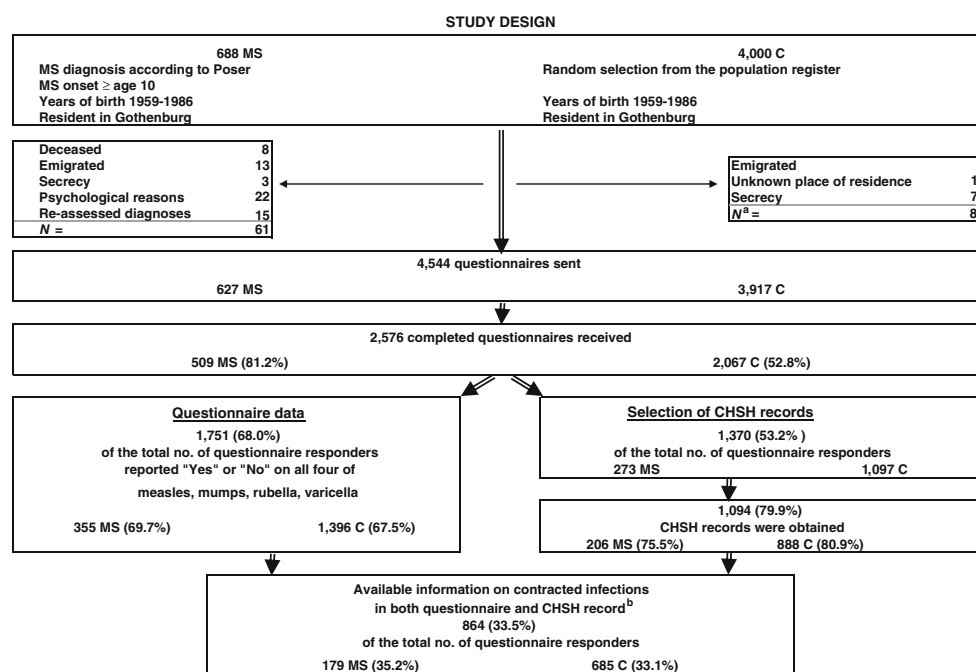 STUDY DESIGN
688 MS
4,000 C
MS diagnosis according to Poser
Random selection from the population register
MS onset ≥ age 10
Years of birth 1959-1986
Years of birth 1959-1986
Resident in Gothenburg
Resident in Gothenburg
Deceased 8
Emigrated 13
Secrecy 3
Psychological reasons 22
Re-assessed diagnoses 15
N = 61
Emigrated
Unknown place of residence 1
Secrecy 7
Nᵃ = 8
4,544 questionnaires sent
627 MS
3,917 C
2,576 completed questionnaires received
509 MS (81.2%)
2,067 C (52.8%)
Questionnaire data
1,751 (68.0%)
of the total no. of questionnaire responders
reported "Yes" or "No" on all four of
measles, mumps, rubella, varicella
355 MS (69.7%)
1,396 C (67.5%)
Selection of CHSH records
1,370 (53.2% )
of the total no. of questionnaire responders
273 MS
1,097 C
1,094 (79.9%)
CHSH records were obtained
206 MS (75.5%)
888 C (80.9%)
Available information on contracted infections
in both questionnaire and CHSH recordᵇ
864 (33.5%)
of the total no. of questionnaire responders
179 MS (35.2%)
685 C (33.1%)